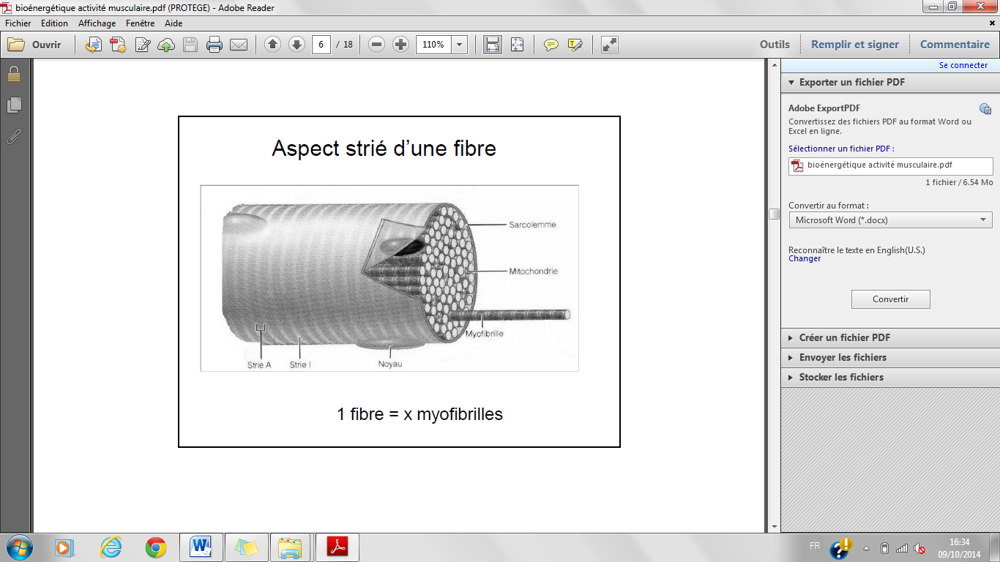 bioénergétique activité musculaire.pdf (PROTEGE) - Adobe Reader
Fichier Edition Affichage Fenêtre Aide
Ouvrir 6 / 18 110% Outils Remplir et signer Commentaire
Se connecter
Exporter un fichier PDF
Adobe ExportPDF
Convertissez des fichiers PDF au format Word ou
Excel en ligne.
Sélectionner un fichier PDF :
bioénergétique activité musculaire.pdf
1 fichier / 6.54 Mo
Convertir au format :
Microsoft Word (*.docx)
Reconnaître le texte en English(U.S.)
Changer
Convertir
Créer un fichier PDF
Envoyer les fichiers
Stocker les fichiers
Aspect strié d’une fibre
Sarcolemme
Mitochondrie
Myofibrille
Strie A Strie I Noyau
1 fibre = x myofibrilles
FR
16:34
09/10/2014